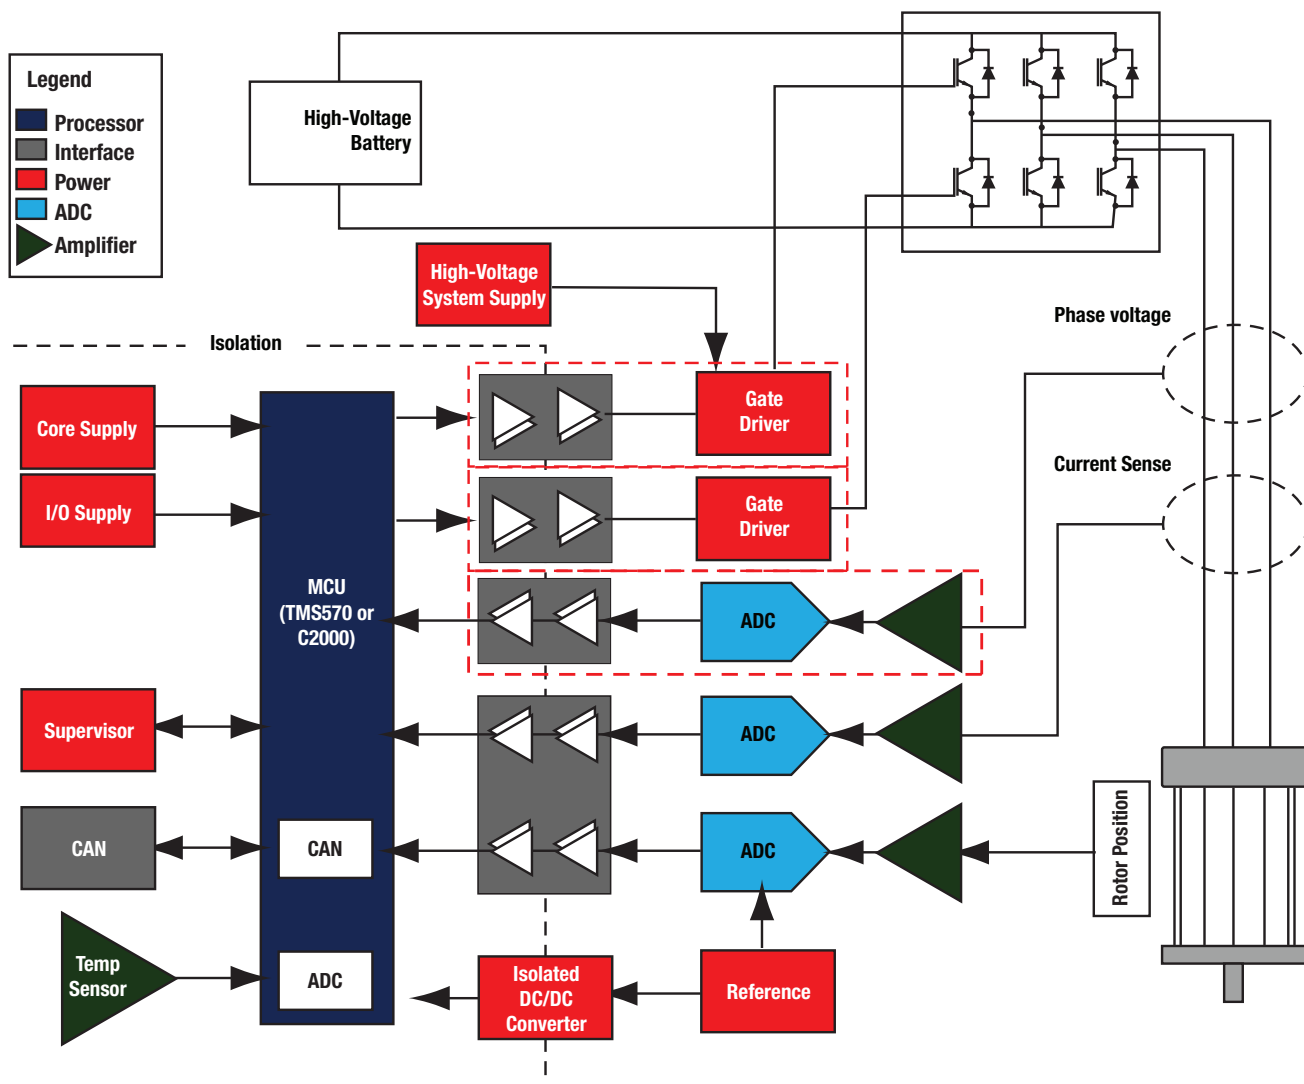 Legend
Processor
Interface
Power
ADC
Amplifier
High-Voltage
Battery
High-Voltage
System Supply
Phase voltage
Isolation
Core Supply
Gate
Driver
Current Sense
I/O Supply
Gate
Driver
MCU
(TMS570 or
C2000)
ADC
Supervisor
ADC
CAN
CAN
ADC
Rotor Position
Temp
Sensor
ADC
Isolated
DC/DC
Converter
Reference